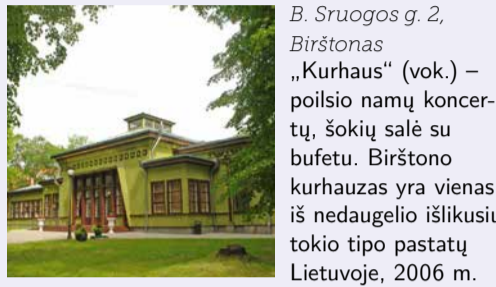 B. Sruogos g. 2,
Birštonas
„Kurhaus“ (vok.) –
poilsio namų koncer-
tų, šokių salė su
bufetu. Birštono
kurhauzas yra vienas
iš nedaugelio išlikusių
tokio tipo pastatų
Lietuvoje, 2006 m.